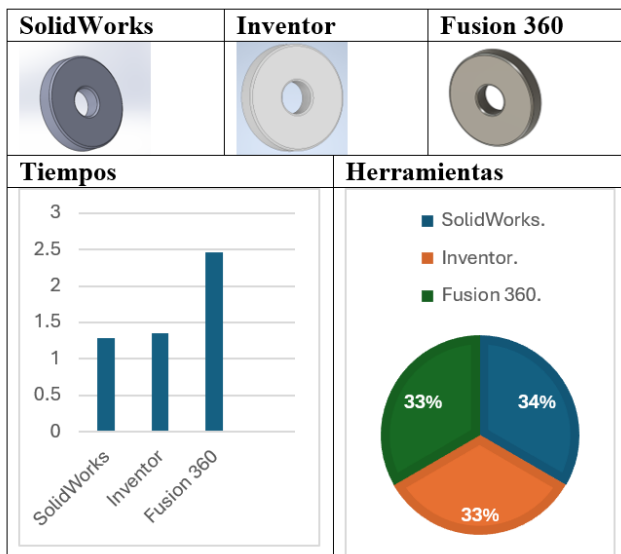 SolidWorks Inventor Fusion 360
Tiempos Herramientas
3
2.5
2
1.5
1
0.5
0
SolidWorks
Inventor
Fusion 360
SolidWorks.
Inventor.
Fusion 360.
33% 34%
33%